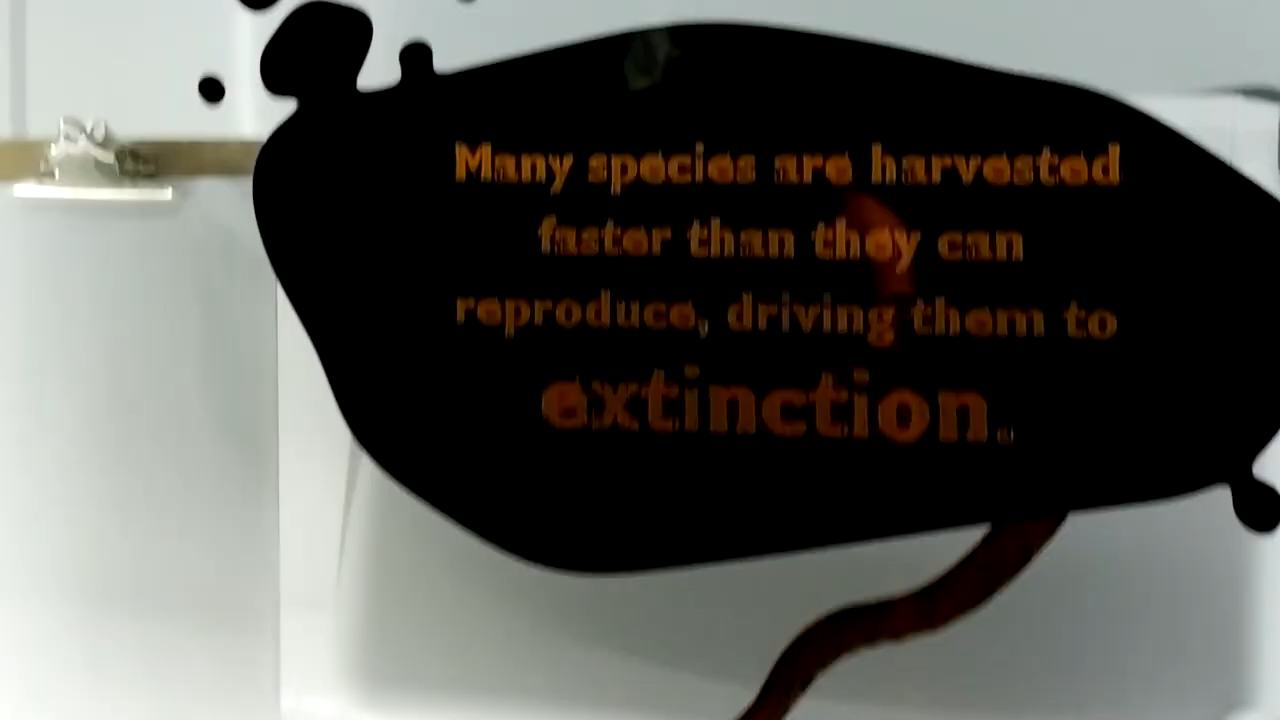 Many species are harvested
faster than they can
reproduce, driving them to
extinction.